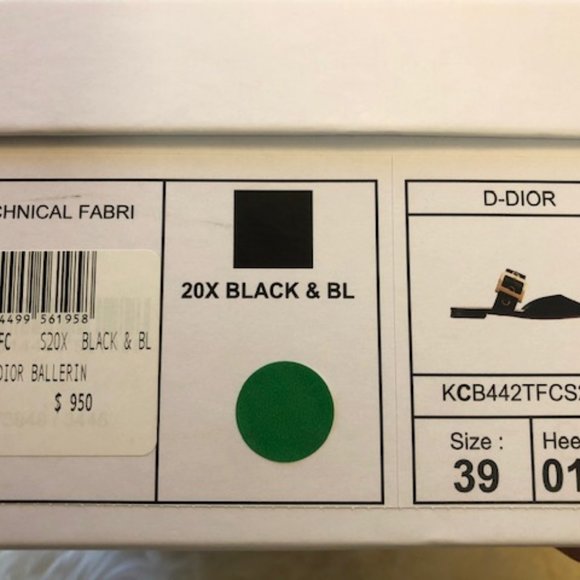 CHNICAL FABRI
4499 561958
FC S20X BLACK & BL
DIOR BALLERIN
$ 950
20X BLACK & BL
D-DIOR
KCB442TFCS
Size :
39
Hee
01